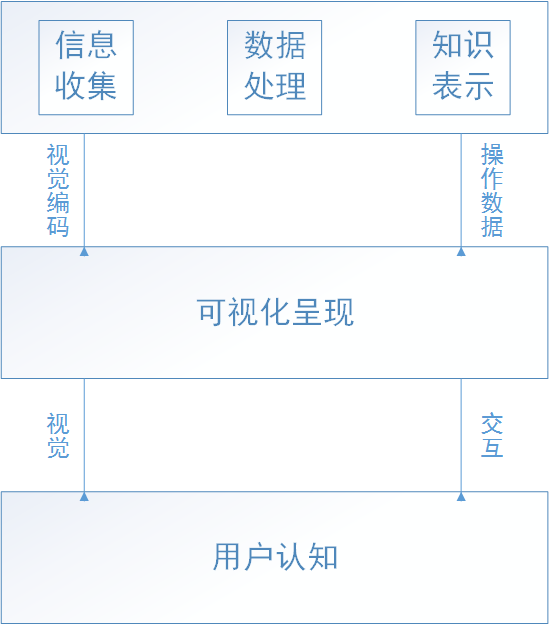 信息
收集
数据
处理
知识
表示
视觉编码
操作数据
可视化呈现
视觉
交互
用户认知